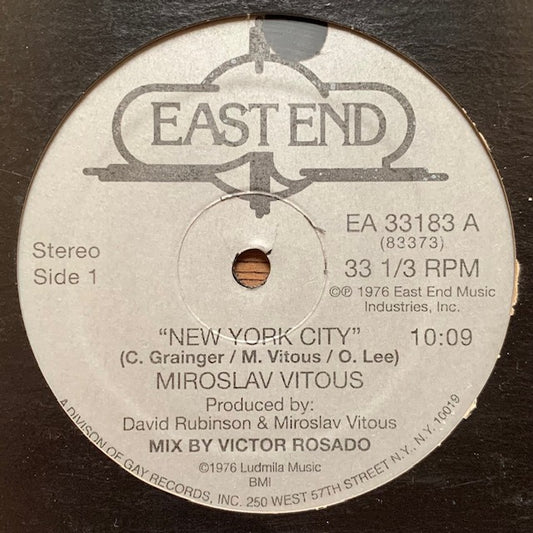 EAST END
EA 33183 A
(83373)
Stereo
Side 1
33 1/3 RPM
©℗ 1976 East End Music
Industries, Inc.
"NEW YORK CITY" 10:09
(C. Grainger / M. Vitous / O. Lee)
MIROSLAV VITOUS
Produced by:
David Rubinson & Miroslav Vitous
MIX BY VICTOR ROSADO
©1976 Ludmila Music
BMI
A DIVISION OF GAY RECORDS, INC. 250 WEST 57TH STREET N.Y., N.Y. 10019